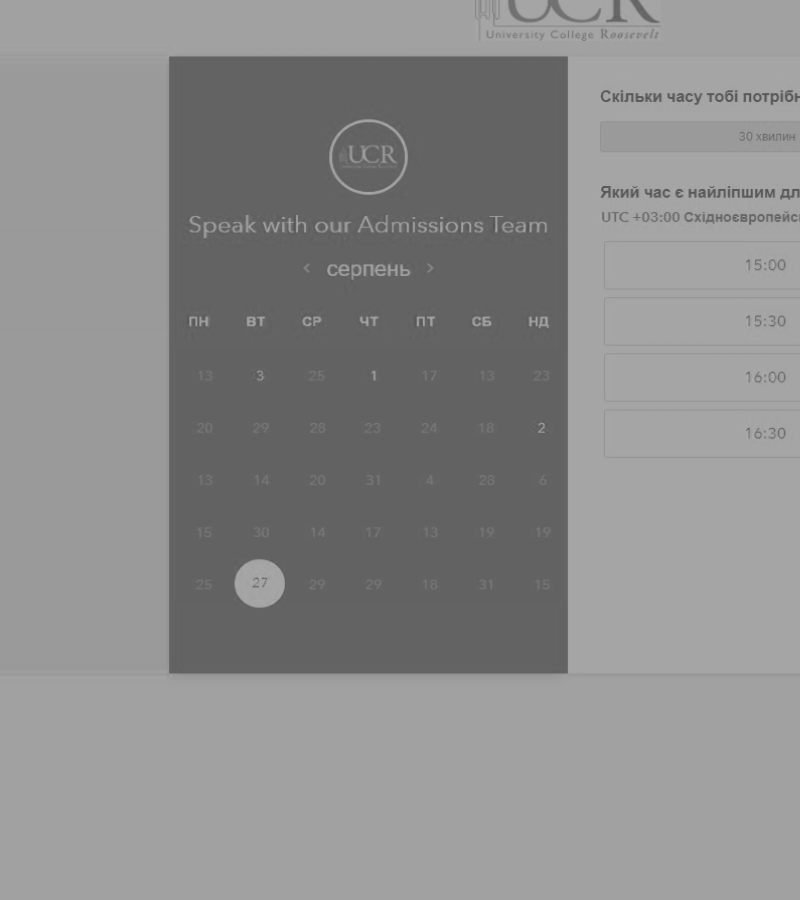 UCR
University College Roosevelt
UCR
Speak with our Admissions Team
< серпень >
ПН ВТ СР ЧТ ПТ СБ НД
13 3 25 1 17 13 23
20 29 28 23 24 18 2
13 14 20 31 4 28 6
15 30 14 17 13 19 19
25 27 29 29 18 31 15
Скільки часу тобі потрібн
30 хвилин
Який час є найліпшим дл
UTC +03:00 Східноєвропейс
15:00
15:30
16:00
16:30